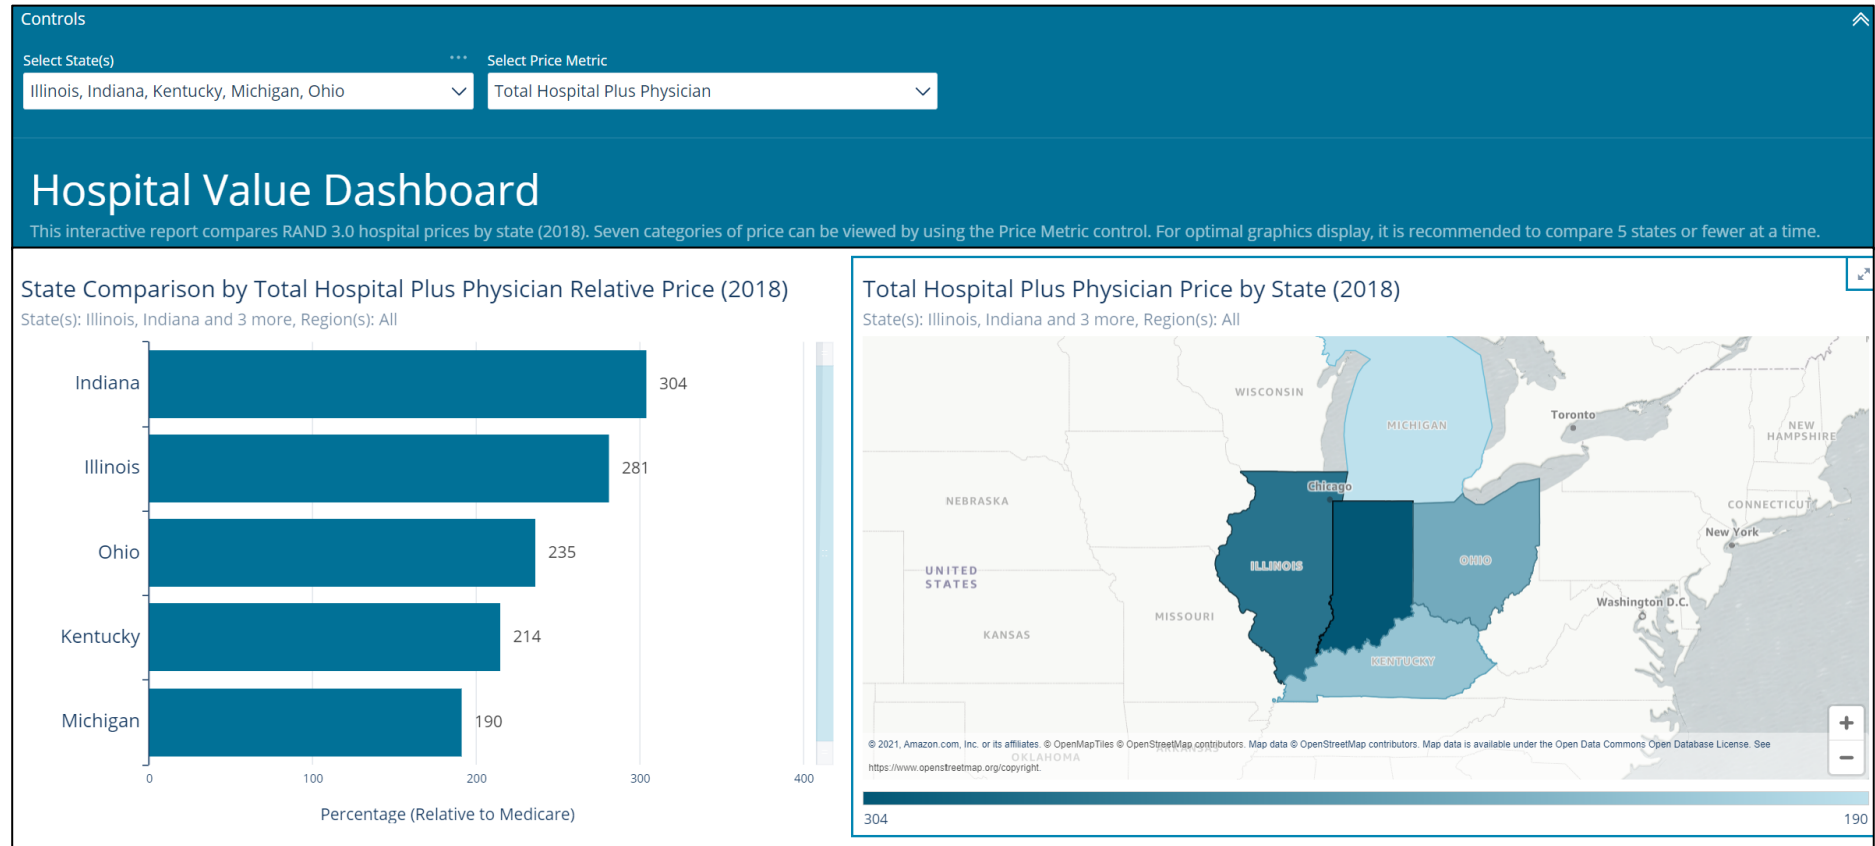 Controls
Select State(s)
Select Price Metric
Illinois, Indiana, Kentucky, Michigan, Ohio
Total Hospital Plus Physician
Hospital Value Dashboard
This interactive report compares RAND 3.0 hospital prices by state (2018). Seven categories of price can be viewed by using the Price Metric control. For optimal graphics display, it is recommended to compare 5 states or fewer at a time.
State Comparison by Total Hospital Plus Physician Relative Price (2018)
State(s): Illinois, Indiana and 3 more, Region(s): All
Indiana
304
Illinois
281
Ohio
235
Kentucky
214
Michigan
190
0
100
200
300
400
Percentage (Relative to Medicare)
Total Hospital Plus Physician Price by State (2018)
State(s): Illinois, Indiana and 3 more, Region(s): All
WISCONSIN
MICHIGAN
Toronto
NEW
HAMPSHIRE
Chicago
NEBRASKA
CONNECTICUT
New York
UNITED
STATES
ILLINOIS
OHIO
Washington D.C.
MISSOURI
KANSAS
KENTUCKY
© 2021, Amazon.com, Inc. or its affiliates. © OpenMapTiles © OpenStreetMap contributors. Map data © OpenStreetMap contributors. Map data is available under the Open Data Commons Open Database License. See
ARKANSAS
OKLAHOMA
https://www.openstreetmap.org/copyright.
+
−
304
190